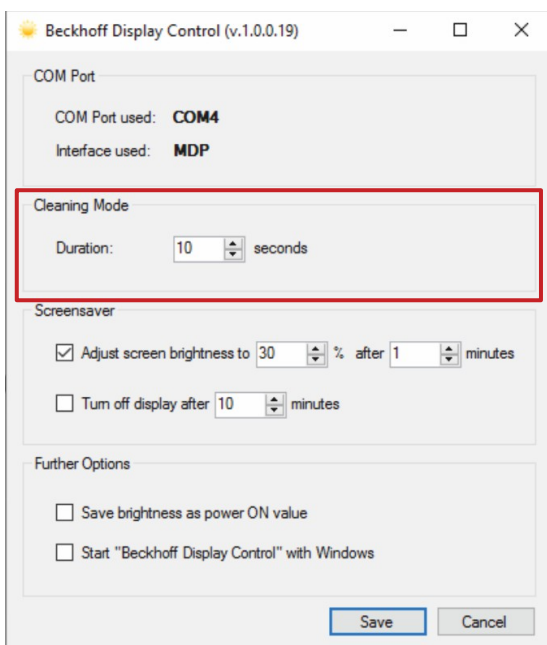 Beckhoff Display Control (v.1.0.0.19)
COM Port
COM Port used: COM4
Interface used: MDP
Cleaning Mode
Duration: 10 seconds
Screensaver
Adjust screen brightness to 30 % after 1 minutes
Turn off display after 10 minutes
Further Options
Save brightness as power ON value
Start "Beckhoff Display Control" with Windows
Save Cancel